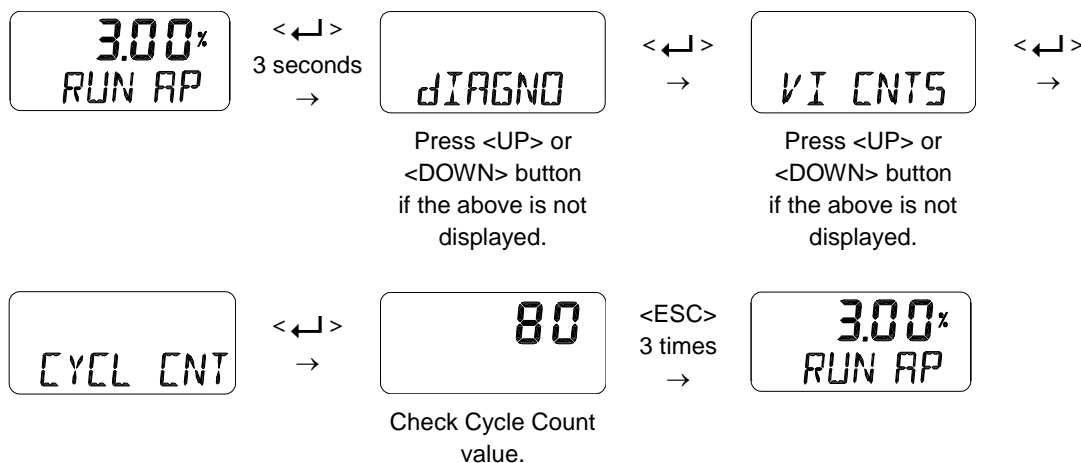 3.00%
RUN AP
< ↵ >
3 seconds
→
dIAGNO
Press <UP> or
<DOWN> button
if the above is not
displayed.
< ↵ >
→
VI CNTS
Press <UP> or
<DOWN> button
if the above is not
displayed.
< ↵ >
→
CYCL CNT
< ↵ >
→
80
Check Cycle Count
value.
<ESC>
3 times
→
3.00%
RUN AP